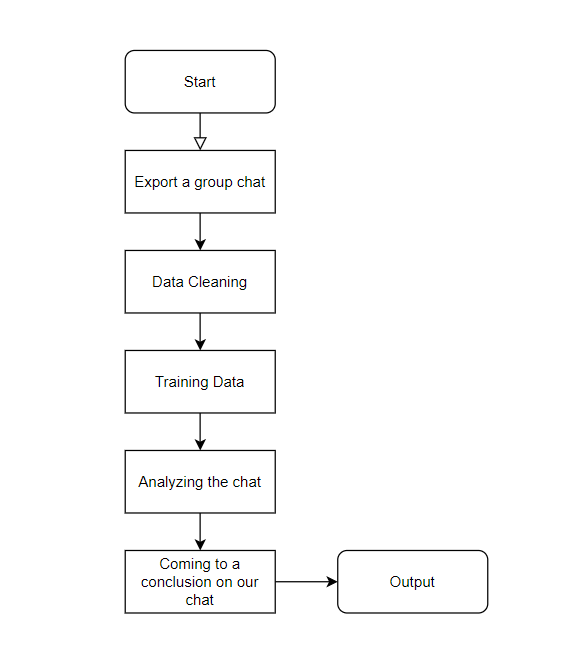 Start
Export a group chat
Data Cleaning
Training Data
Analyzing the chat
Coming to a
conclusion on our
chat
Output